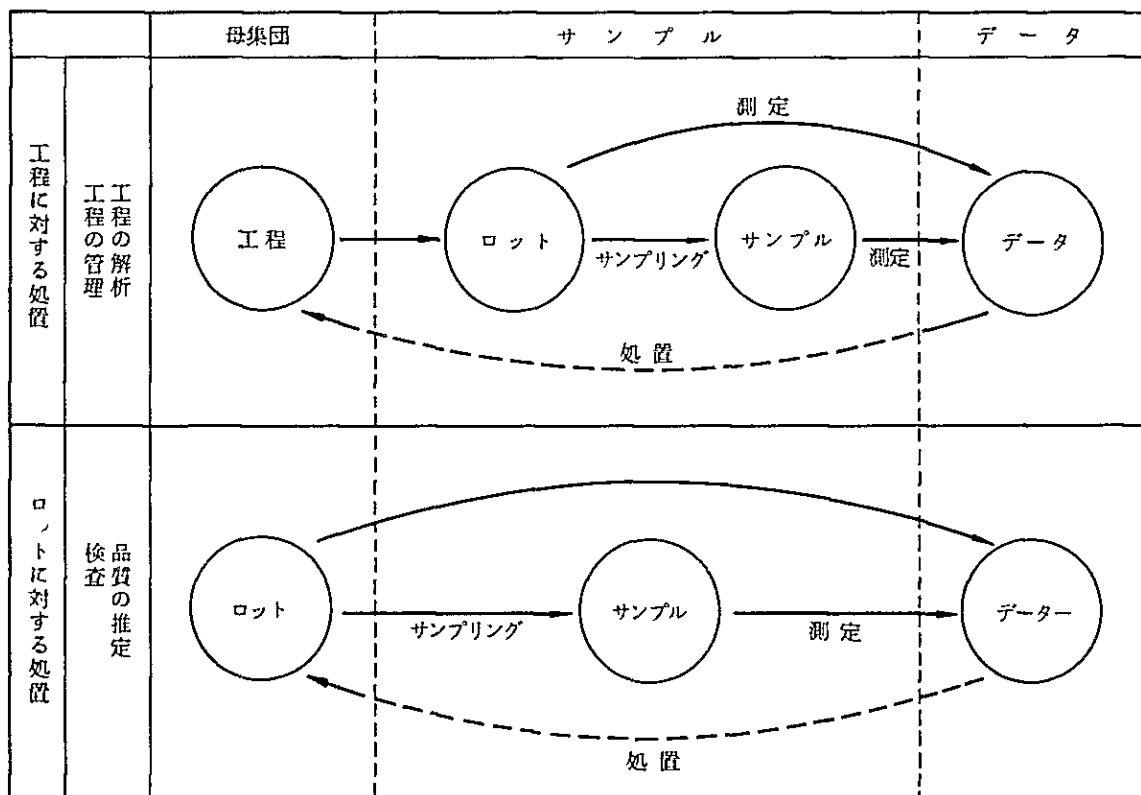 母集団
サンプル
データ
工程に対する処置
工程の解析
工程の管理
測定
工程
ロット
サンプリング
サンプル
測定
データ
処置
ロットに対する処置
品質の推定
検査
ロット
サンプリング
サンプル
測定
データー
処置